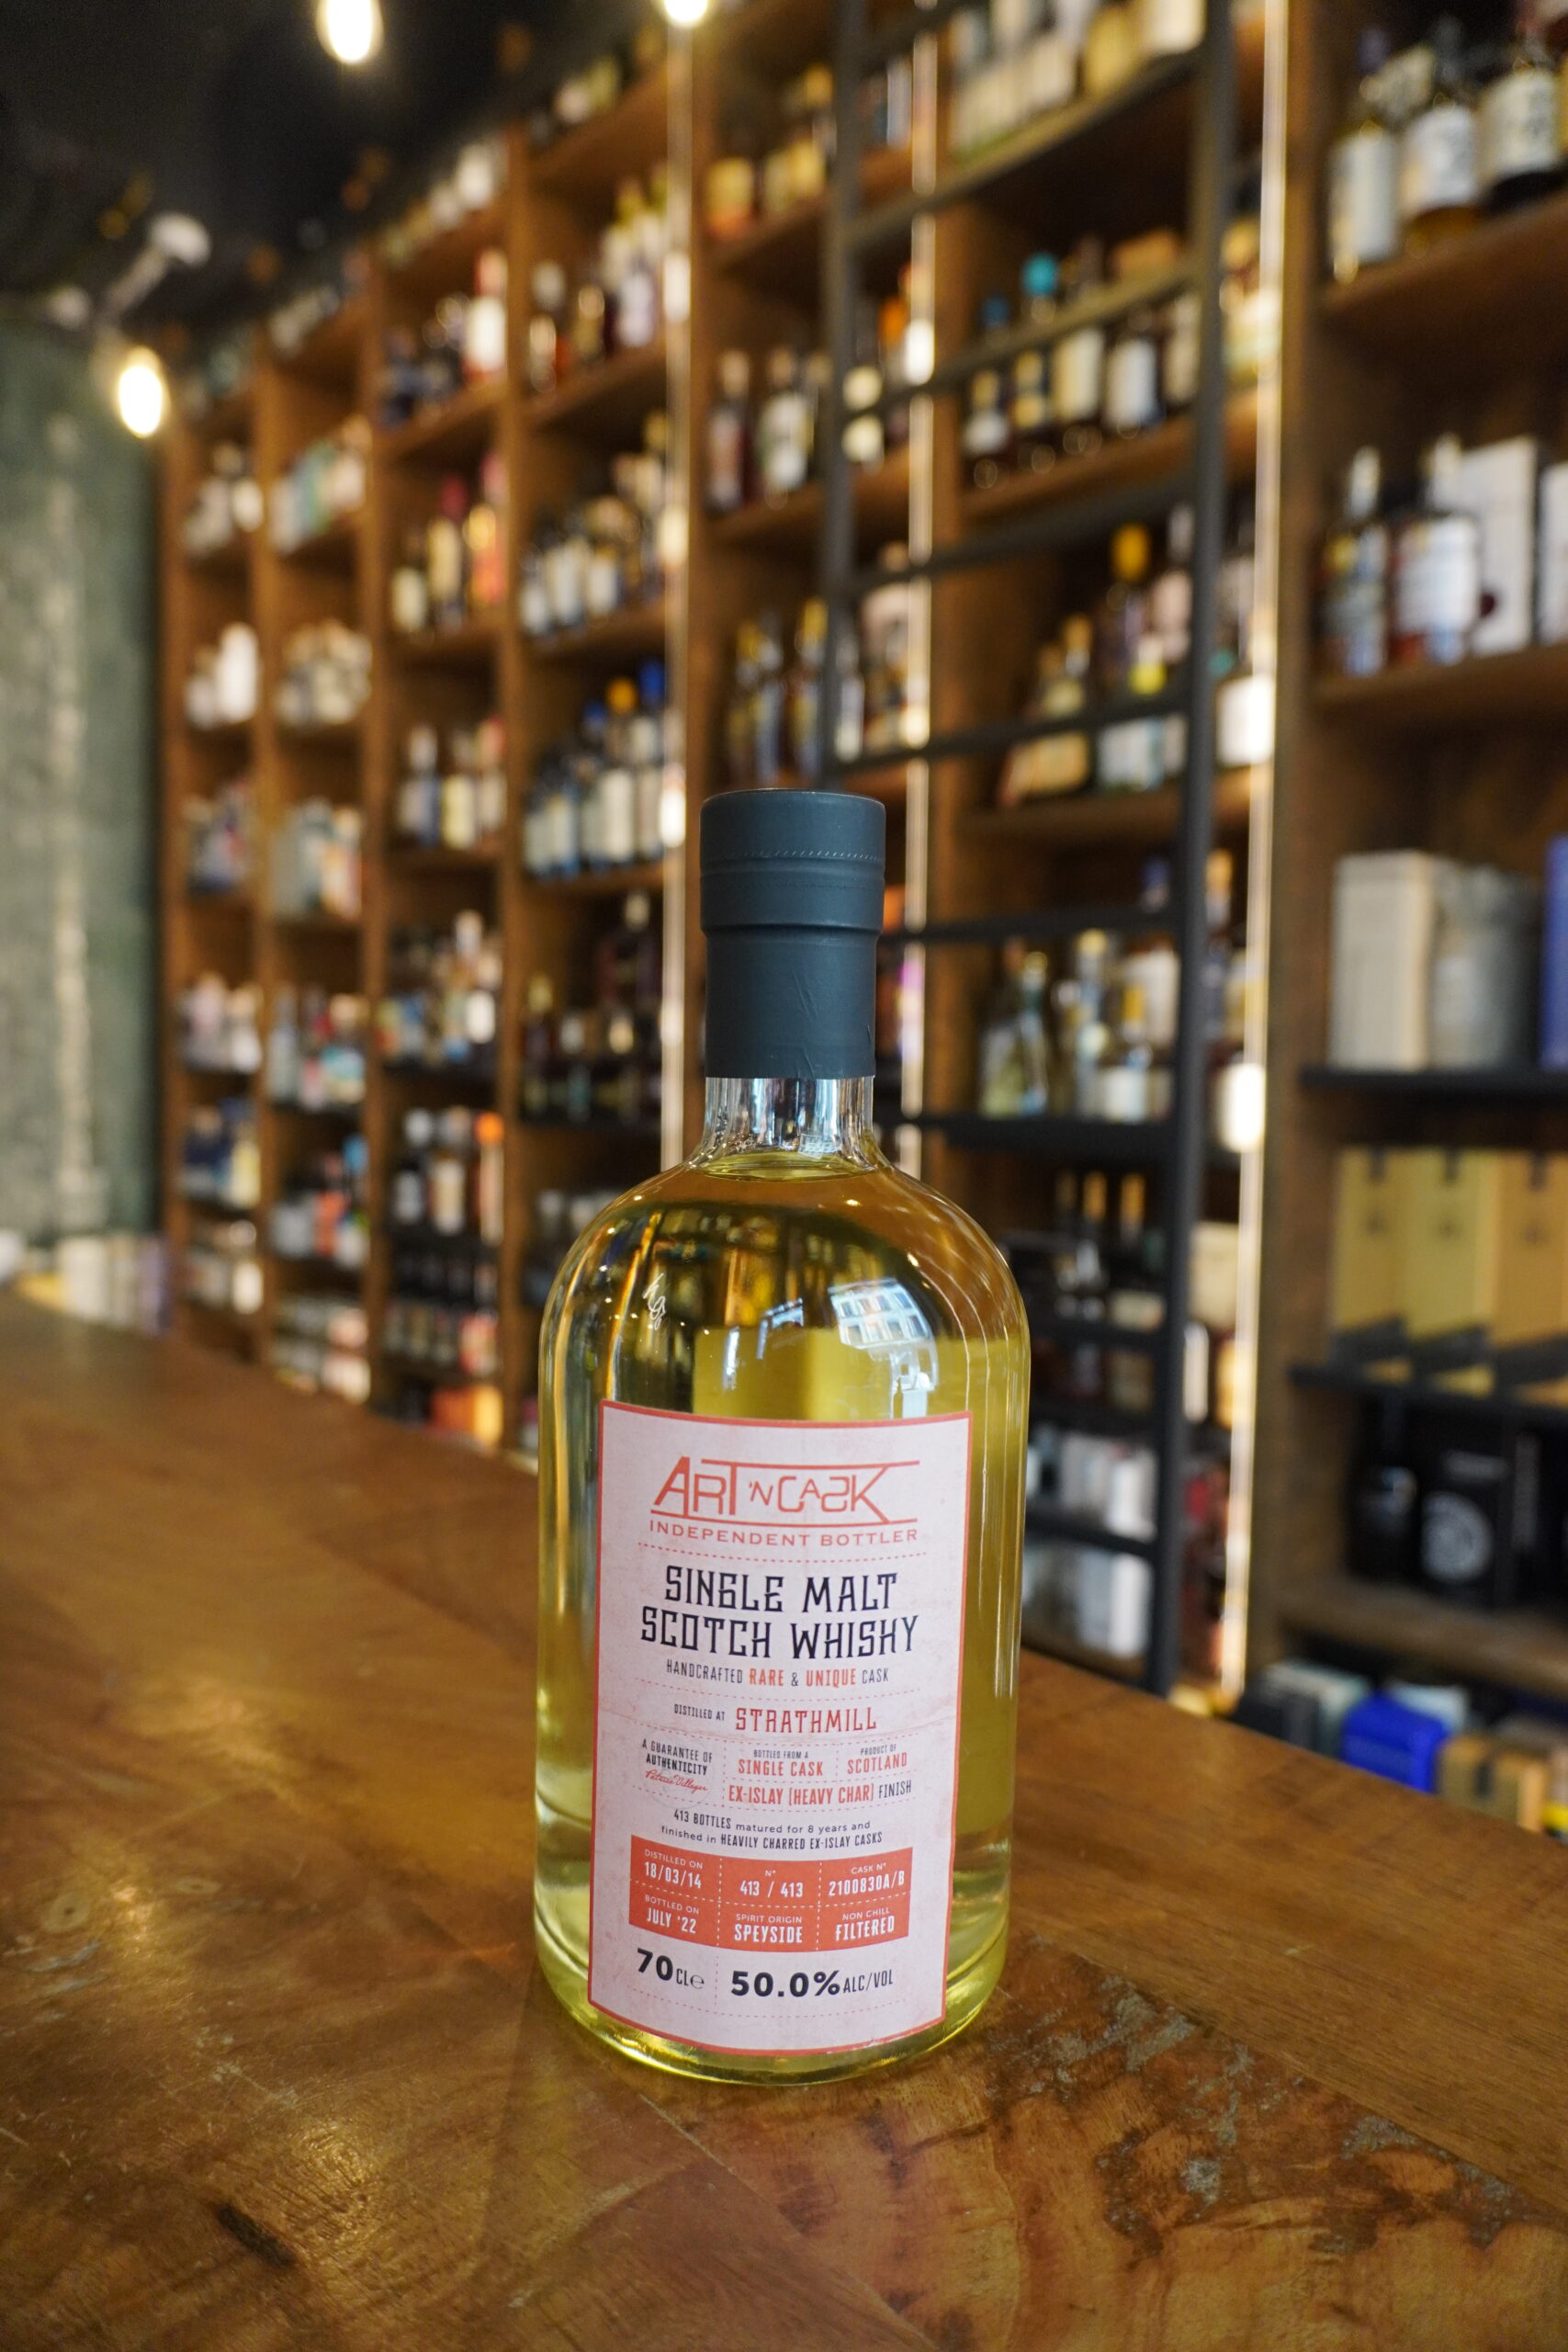 ART 'N CASK
INDEPENDENT BOTTLER
SINGLE MALT
SCOTCH WHISHY
HANDCRAFTED RARE & UNIQUE CASK
DISTILLED AT STRATHMILL
A GUARANTEE OF
AUTHENTICITY
BOTTLED FROM A
SINGLE CASK
PRODUCT OF
SCOTLAND
EX-ISLAY (HEAVY CHAR) FINISH
413 BOTTLES matured for 8 years and
finished in HEAVILY CHARRED EX-ISLAY CASKS
DISTILLED ON
18/03/14
N°
413 / 413
CASK N°
2100830A/B
BOTTLED ON
JULY '22
SPIRIT ORIGIN
SPEYSIDE
NON CHILL
FILTERED
70CL℮
50.0%ALC/VOL